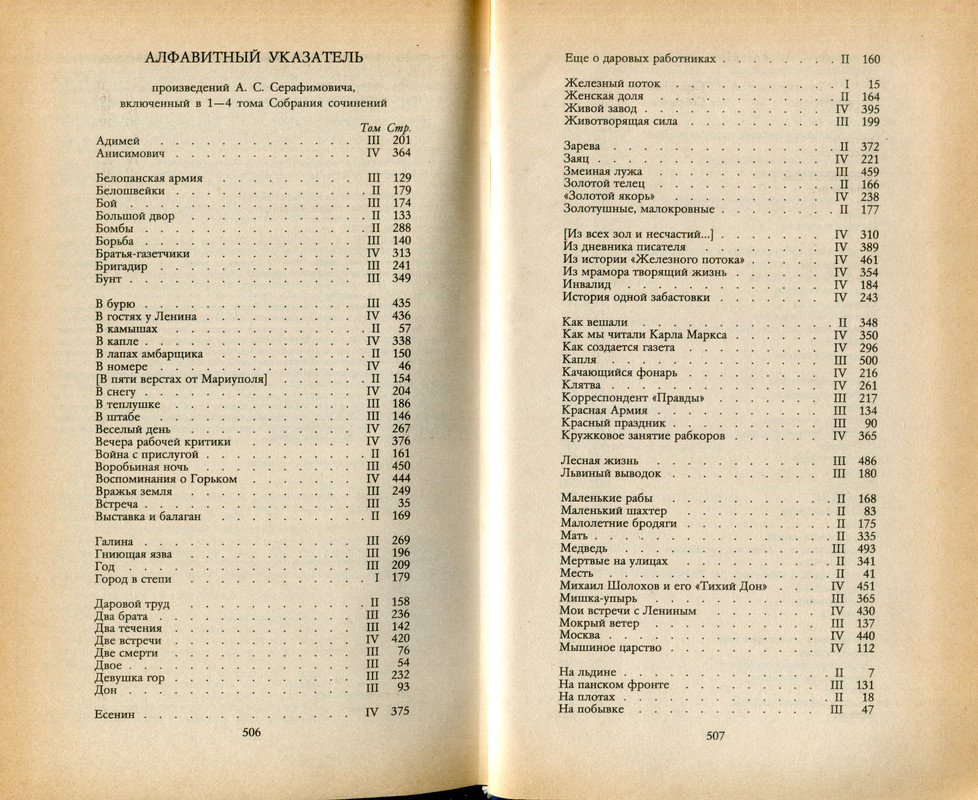 АЛФАВИТНЫЙ УКАЗАТЕЛЬ
произведений А. С. Серафимовича,
включенный в 1—4 тома Собрания сочинений
Том Стр.
Адимей . . . . . . . . . . . . . III 201
Анисимович . . . . . . . . . . . . IV 364
Белопанская армия . . . . . . . . . . III 129
Белошвейки . . . . . . . . . . . . II 179
Бой . . . . . . . . . . . . . . III 174
Большой двор . . . . . . . . . . . II 133
Бомбы . . . . . . . . . . . . . . II 288
Борьба . . . . . . . . . . . . . . III 140
Братья-газетчики . . . . . . . . . . . IV 313
Бригадир . . . . . . . . . . . . . III 241
Бунт . . . . . . . . . . . . . . III 349
В бурю . . . . . . . . . . . . . . III 435
В гостях у Ленина . . . . . . . . . . IV 436
В камышах . . . . . . . . . . . . . II 57
В капле . . . . . . . . . . . . . . IV 338
В лапах амбарщика . . . . . . . . . . II 150
В номере . . . . . . . . . . . . . IV 46
[В пяти верстах от Мариуполя] . . . . . . II 154
В снегу . . . . . . . . . . . . . . IV 204
В теплушке . . . . . . . . . . . . III 186
В штабе . . . . . . . . . . . . . III 146
Веселый день . . . . . . . . . . . . IV 267
Вечера рабочей критики . . . . . . . . IV 376
Война с прислугой . . . . . . . . . . II 161
Воробьиная ночь . . . . . . . . . . . III 450
Воспоминания о Горьком . . . . . . . . IV 444
Вражья земля . . . . . . . . . . . . III 249
Встреча . . . . . . . . . . . . . . III 35
Выставка и балаган . . . . . . . . . . II 169
Галина . . . . . . . . . . . . . . III 269
Гниющая язва . . . . . . . . . . . III 196
Год . . . . . . . . . . . . . . III 209
Город в степи . . . . . . . . . . . I 179
Даровой труд . . . . . . . . . . . II 158
Два брата . . . . . . . . . . . . . III 236
Два течения . . . . . . . . . . . . III 142
Две встречи . . . . . . . . . . . . IV 420
Две смерти . . . . . . . . . . . . III 76
Двое . . . . . . . . . . . . . . III 54
Девушка гор . . . . . . . . . . . . III 232
Дон . . . . . . . . . . . . . . III 93
Есенин . . . . . . . . . . . . . . IV 375
506
Еще о даровых работниках . . . . . . . II 160
Железный поток . . . . . . . . . . . I 15
Женская доля . . . . . . . . . . . II 164
Живой завод . . . . . . . . . . . . IV 395
Животворящая сила . . . . . . . . . . III 199
Зарева . . . . . . . . . . . . . II 372
Заяц . . . . . . . . . . . . . . IV 221
Змеиная лужа . . . . . . . . . . . III 459
Золотой телец . . . . . . . . . . . II 166
«Золотой якорь» . . . . . . . . . . . IV 238
Золотушные, малокровные . . . . . . . II 177
[Из всех зол и несчастий...] . . . . . . . IV 310
Из дневника писателя . . . . . . . . . IV 389
Из истории «Железного потока» . . . . . . IV 461
Из мрамора творящий жизнь . . . . . . . IV 354
Инвалид . . . . . . . . . . . . . IV 184
История одной забастовки . . . . . . . IV 243
Как вешали . . . . . . . . . . . . II 348
Как мы читали Карла Маркса . . . . . . . IV 350
Как создается газета . . . . . . . . . IV 296
Капля . . . . . . . . . . . . . . III 500
Качающийся фонарь . . . . . . . . . . IV 216
Клятва . . . . . . . . . . . . . . IV 261
Корреспондент «Правды» . . . . . . . . III 217
Красная Армия . . . . . . . . . . . III 134
Красный праздник . . . . . . . . . . III 90
Кружковое занятие рабкоров . . . . . . . IV 365
Лесная жизнь . . . . . . . . . . . III 486
Львиный выводок . . . . . . . . . . . III 180
Маленькие рабы . . . . . . . . . . . II 168
Маленький шахтер . . . . . . . . . . II 83
Малолетние бродяги . . . . . . . . . . II 175
Мать . . . . . . . . . . . . . . II 335
Медведь . . . . . . . . . . . . . III 493
Мертвые на улицах . . . . . . . . . . II 341
Месть . . . . . . . . . . . . . . II 41
Михаил Шолохов и его «Тихий Дон» . . . . . IV 451
Мишка-упырь . . . . . . . . . . . . III 365
Мои встречи с Лениным . . . . . . . . IV 430
Мокрый ветер . . . . . . . . . . . III 137
Москва . . . . . . . . . . . . . IV 440
Мышиное царство . . . . . . . . . . IV 112
На льдине . . . . . . . . . . . . . II 7
На панском фронте . . . . . . . . . . III 131
На плотах . . . . . . . . . . . . . II 18
На побывке . . . . . . . . . . . . III 47
507